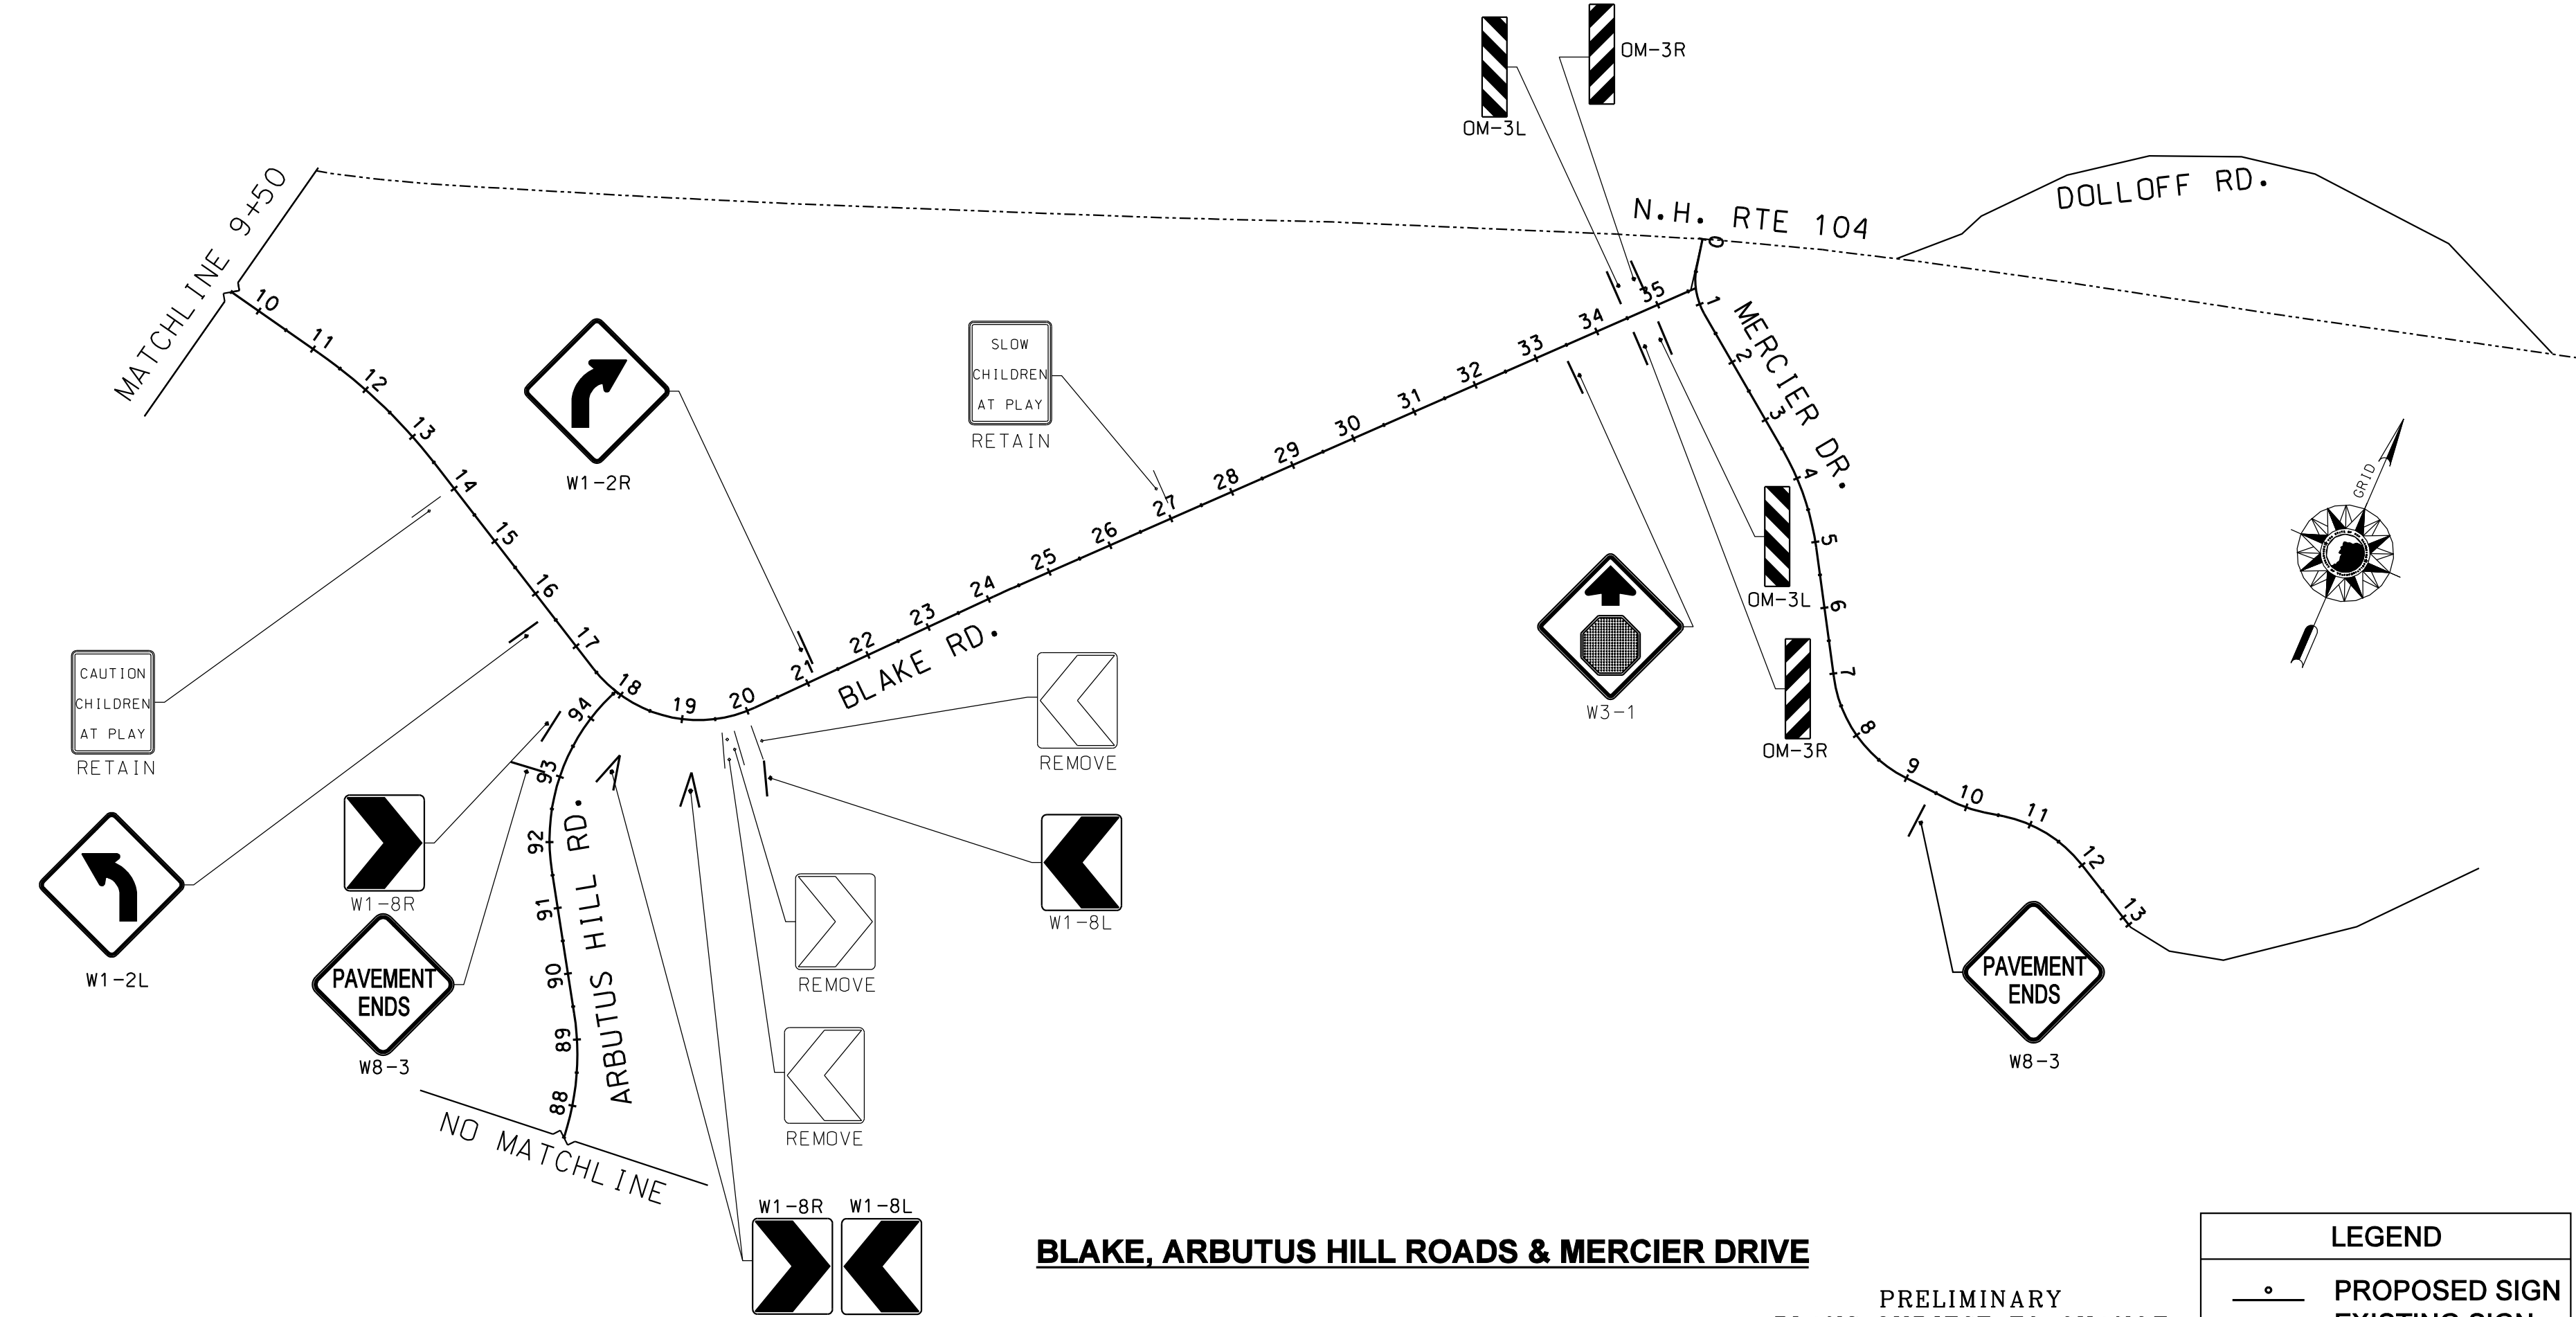 OM-3R
OM-3L
MATCHLINE 9+50
N.H. RTE 104
DOLLOFF RD.
0
10
11
12
13
14
15
16
17
18
19
20
21
22
23
24
25
26
27
28
29
30
31
32
33
34
35
W1-2R
SLOW
CHILDREN
AT PLAY
RETAIN
MERCIER DR.
1
2
3
4
5
6
7
8
9
10
11
12
13
GRID
BLAKE RD.
OM-3L
W3-1
OM-3R
CAUTION
CHILDREN
AT PLAY
RETAIN
W1-2L
W1-8R
PAVEMENT
ENDS
W8-3
94
93
92
91
90
89
88
ARBUTUS HILL RD.
NO MATCHLINE
REMOVE
W1-8L
REMOVE
REMOVE
PAVEMENT
ENDS
W8-3
W1-8R W1-8L
BLAKE, ARBUTUS HILL ROADS & MERCIER DRIVE
PRELIMINARY
LEGEND
PROPOSED SIGN